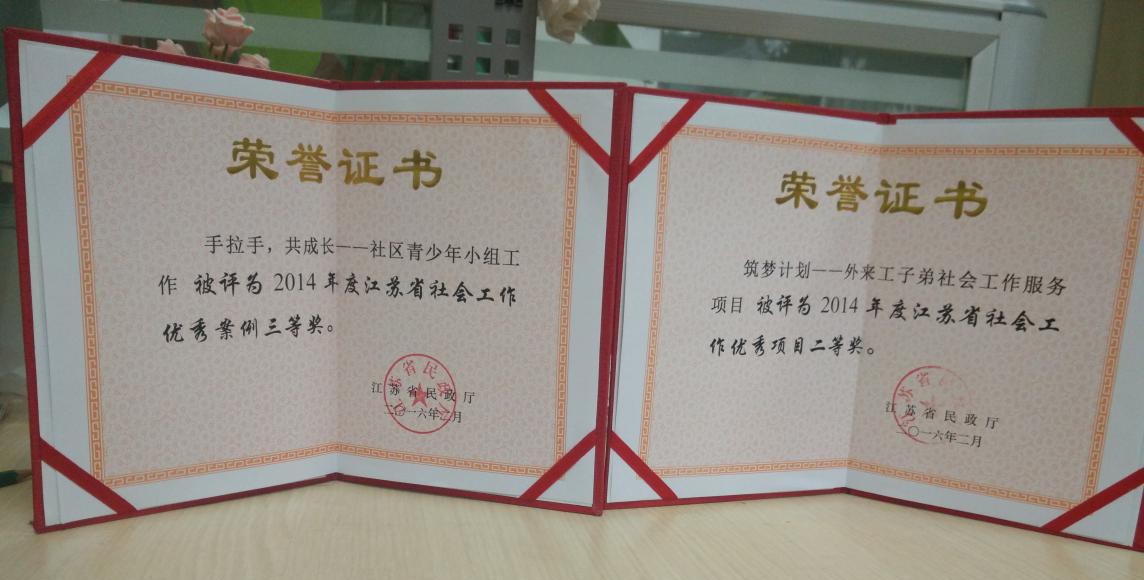 荣誉证书
手拉手，共成长——社区青少年小组工
作 被评为 2014 年度江苏省社会工作
优秀案例三等奖。
江苏省民政厅
二〇一六年二月
荣誉证书
筑梦计划——外来工子弟社会工作服务
项目 被评为 2014 年度江苏省社会工
作优秀项目二等奖。
江苏省民政厅
二〇一六年二月